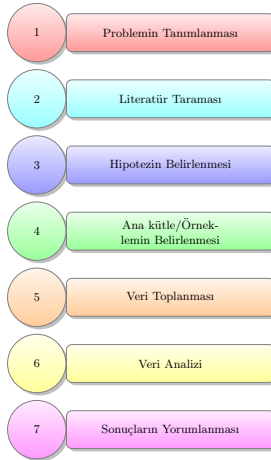 1
Problemin Tanımlanması
2
Literatür Taraması
3
Hipotezin Belirlenmesi
4
Ana kütle/Örnek-
lemin Belirlenmesi
5
Veri Toplanması
6
Veri Analizi
7
Sonuçların Yorumlanması